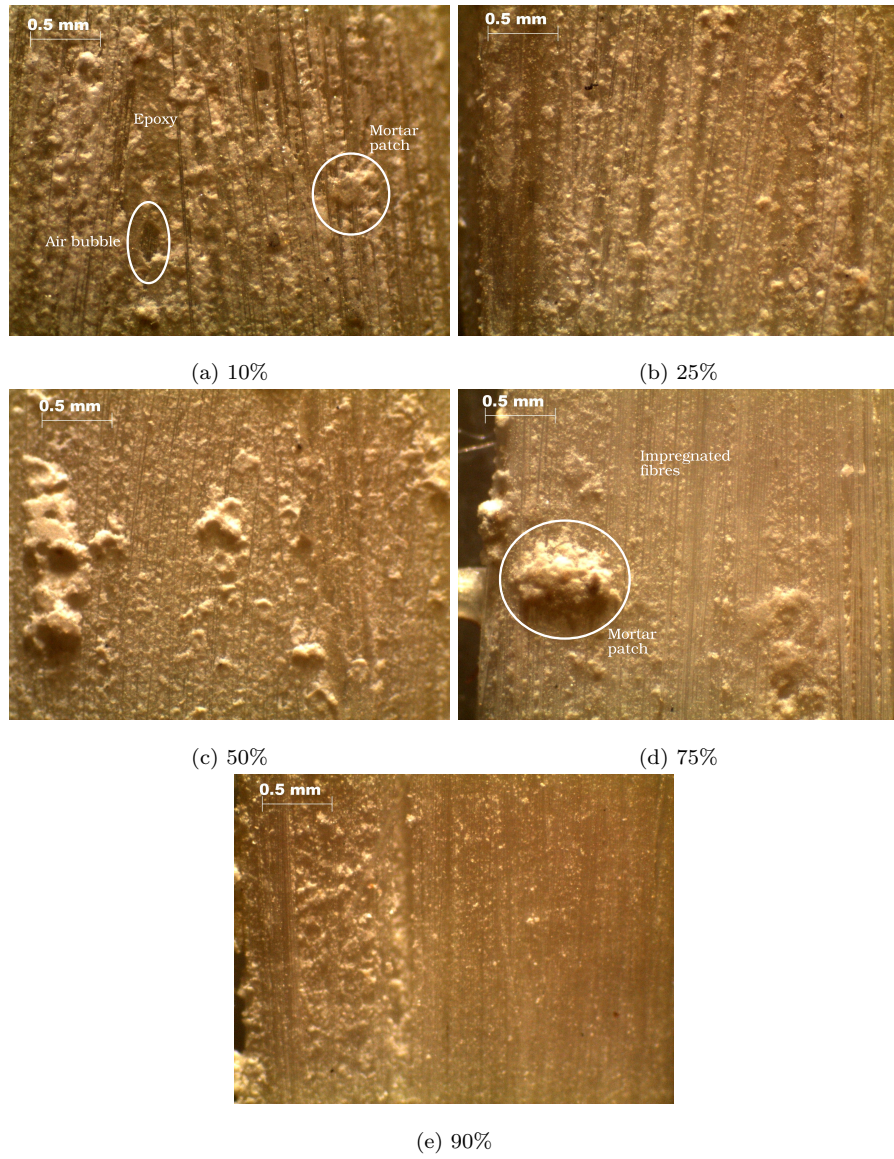 0.5 mm
Epoxy
Mortar
patch
Air bubble
0.5 mm
(a) 10%
(b) 25%
0.5 mm
0.5 mm
Impregnated
fibres
Mortar
patch
(c) 50%
(d) 75%
0.5 mm
(e) 90%